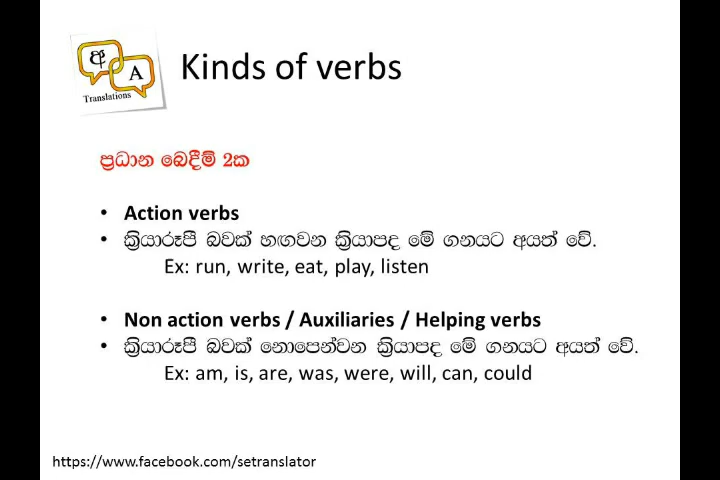 අ
A
Translations
Kinds of verbs
ප්‍රධාන බෙදීම් 2ක
• Action verbs
• ක්‍රියාරූපී බවක් හඟවන ක්‍රියාපද මේ ගනයට අයත් වේ.
Ex: run, write, eat, play, listen
• Non action verbs / Auxiliaries / Helping verbs
• ක්‍රියාරූපී බවක් නොපෙන්වන ක්‍රියාපද මේ ගනයට අයත් වේ.
Ex: am, is, are, was, were, will, can, could
https://www.facebook.com/setranslator